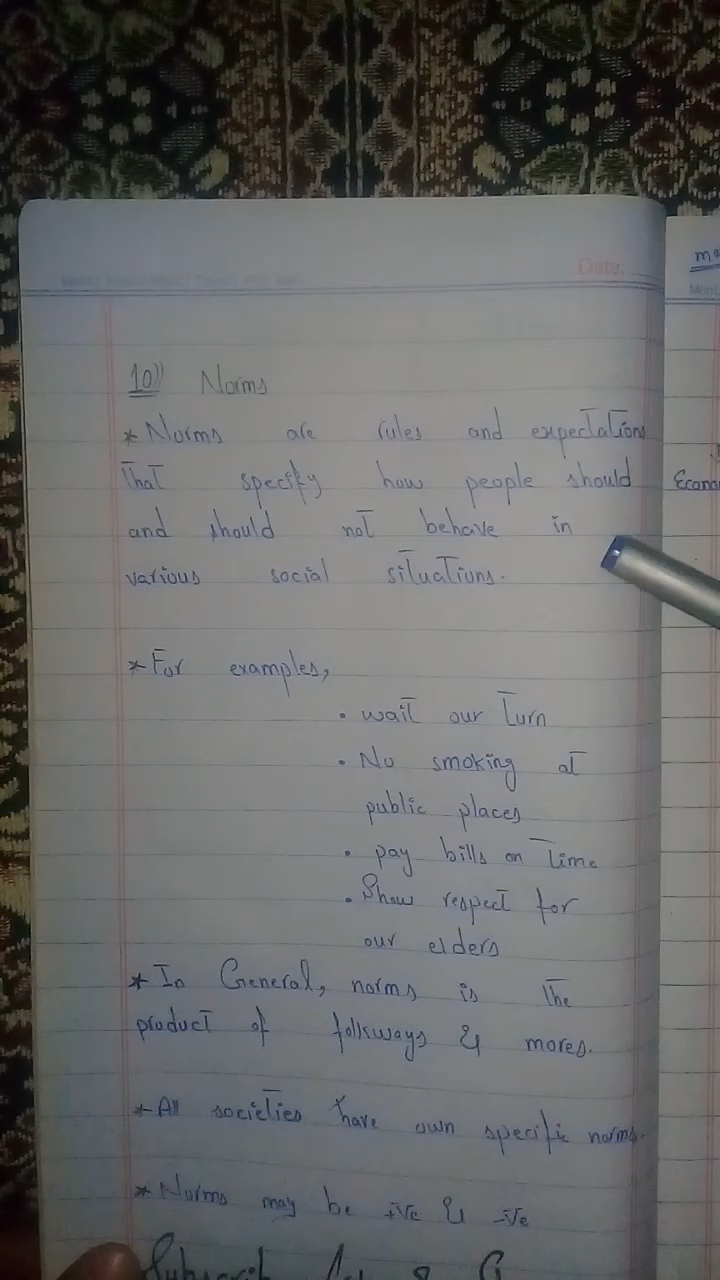 Date:
10)) Norms
* Norms are rules and expectations
that specify how people should
and should not behave in
various social situations.
* For examples,
• wait our turn
• No smoking at
public places
• pay bills on time
• Show respect for
our elders
* In General, norms is the
product of folkways & mores.
* All societies have own specific norms.
* Norms may be +ve & -ve